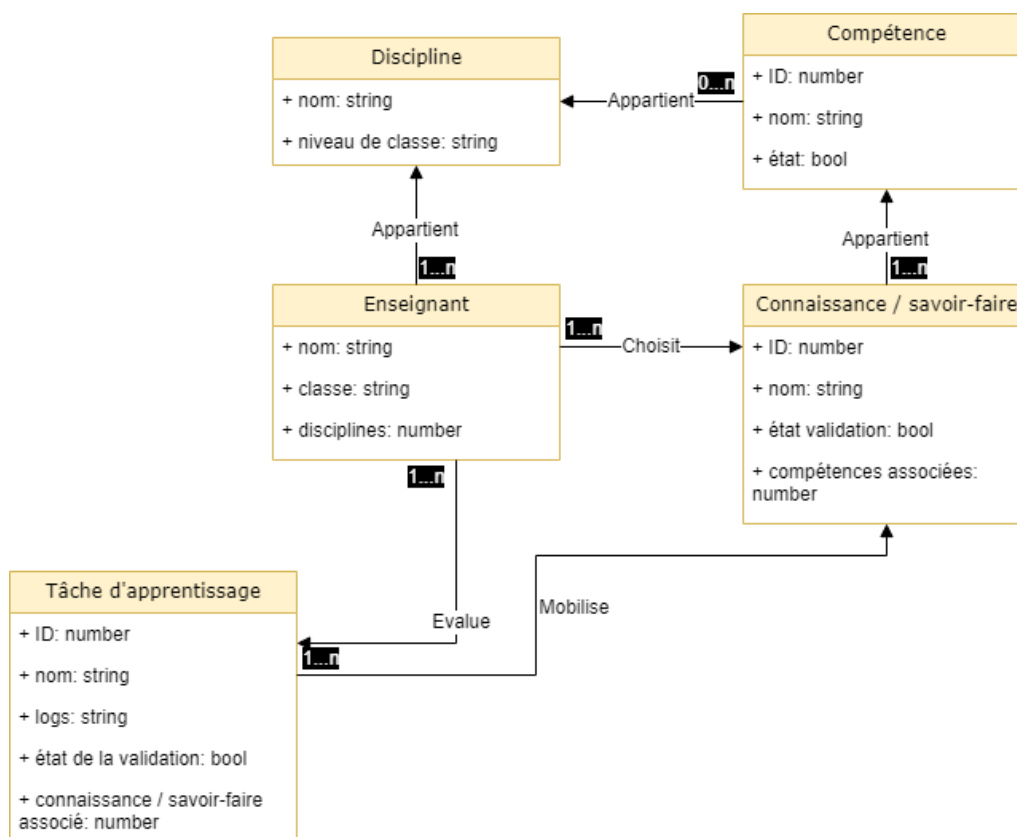 Discipline
+ nom: string
+ niveau de classe: string
Compétence
+ ID: number
+ nom: string
+ état: bool
0...n
Appartient
Appartient
1...n
Appartient
1...n
Enseignant
+ nom: string
+ classe: string
+ disciplines: number
1...n
Choisit
Connaissance / savoir-faire
+ ID: number
+ nom: string
+ état validation: bool
+ compétences associées:
number
1...n
Evalue
Mobilise
Tâche d'apprentissage
+ ID: number
+ nom: string
+ logs: string
+ état de la validation: bool
+ connaissance / savoir-faire
associé: number
1...n